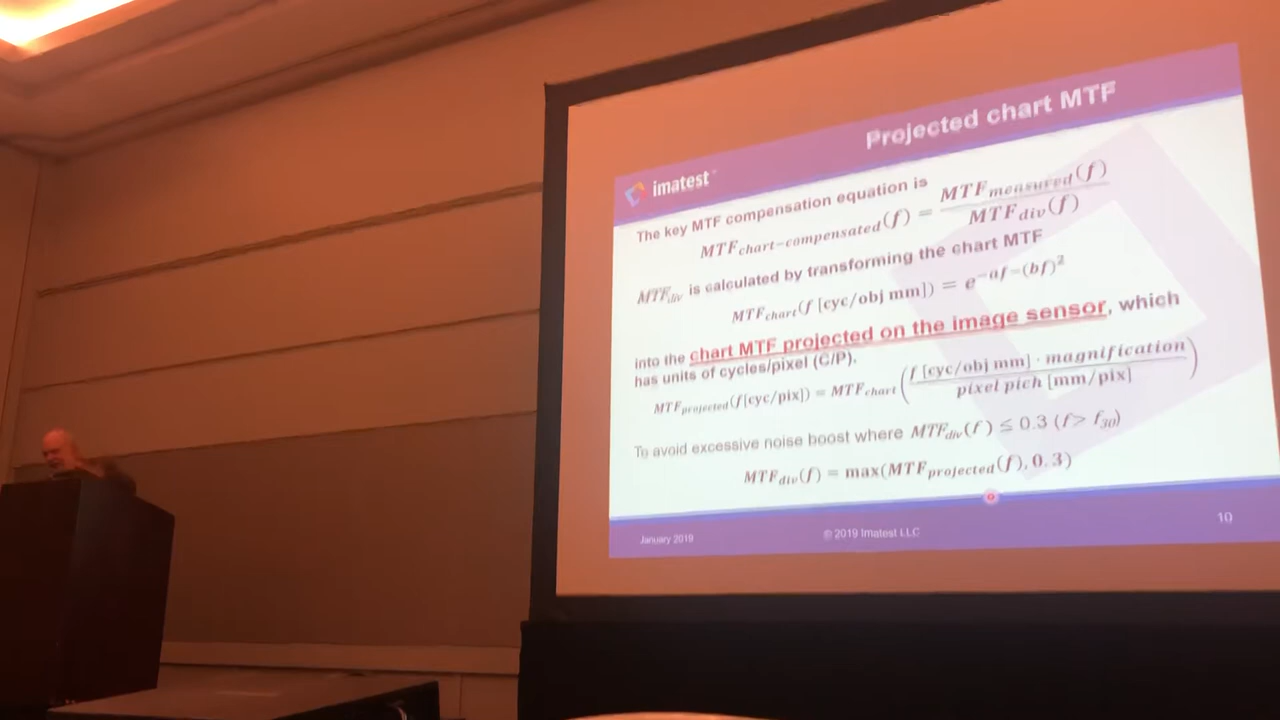 Projected chart MTF
imatest
The key MTF compensation equation is
MTF_chart−compensated(f) = MTF_measured(f) / MTF_div(f)
MTF_div is calculated by transforming the chart MTF
MTF_chart(f [cyc/obj mm]) = e^−af−(bf)^2
into the chart MTF projected on the image sensor, which
has units of cycles/pixel (C/P).
MTF_projected(f[cyc/pix]) = MTF_chart(f [cyc/obj mm] · magnification / pixel pich [mm/pix])
To avoid excessive noise boost where MTF_div(f) ≤ 0.3 (f> f_30)
MTF_div(f) = max(MTF_projected(f), 0.3)
January 2019
© 2019 Imatest LLC
10